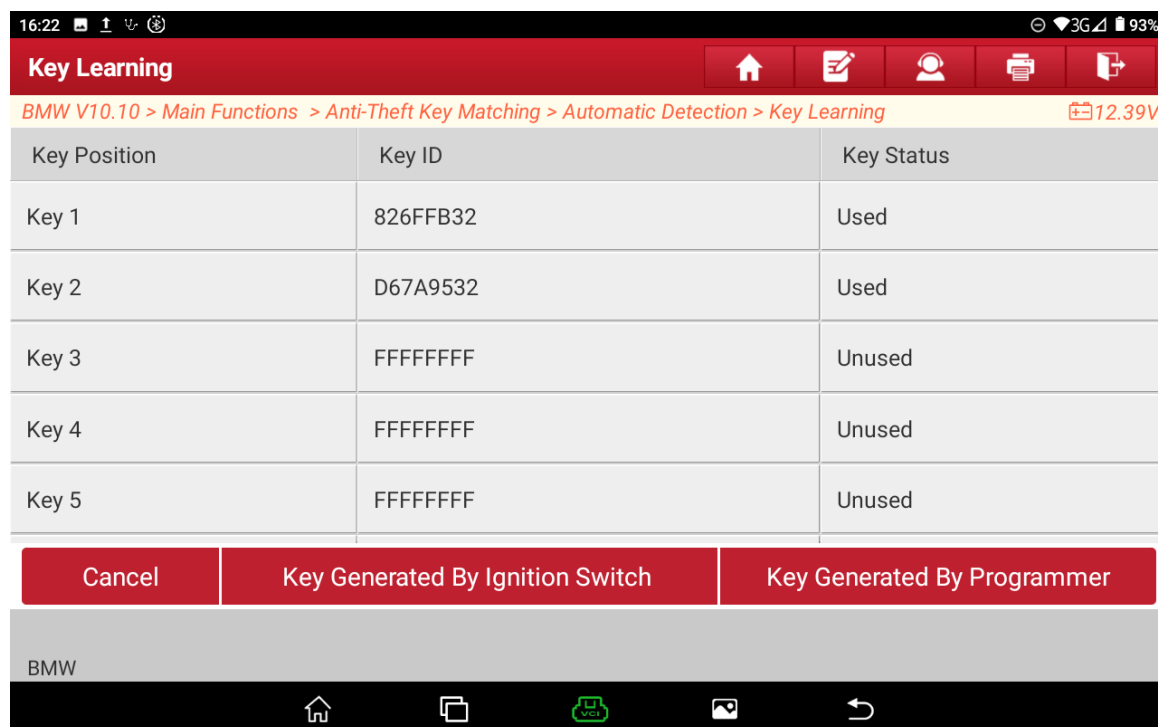 16:22 3G 93%
Key Learning
BMW V10.10 > Main Functions > Anti-Theft Key Matching > Automatic Detection > Key Learning 12.39V
Key Position Key ID Key Status
Key 1 826FFB32 Used
Key 2 D67A9532 Used
Key 3 FFFFFFFF Unused
Key 4 FFFFFFFF Unused
Key 5 FFFFFFFF Unused
Cancel Key Generated By Ignition Switch Key Generated By Programmer
BMW
VCI